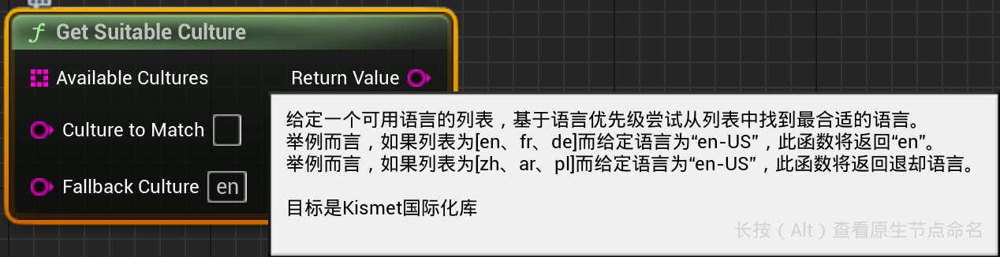 f Get Suitable Culture
Available Cultures
Return Value
Culture to Match
Fallback Culture en
给定一个可用语言的列表，基于语言优先级尝试从列表中找到最合适的语言。
举例而言，如果列表为[en、fr、de]而给定语言为“en-US”，此函数将返回“en”。
举例而言，如果列表为[zh、ar、pl]而给定语言为“en-US”，此函数将返回退却语言。
目标是Kismet国际化库
长按（Alt）查看原生节点命名